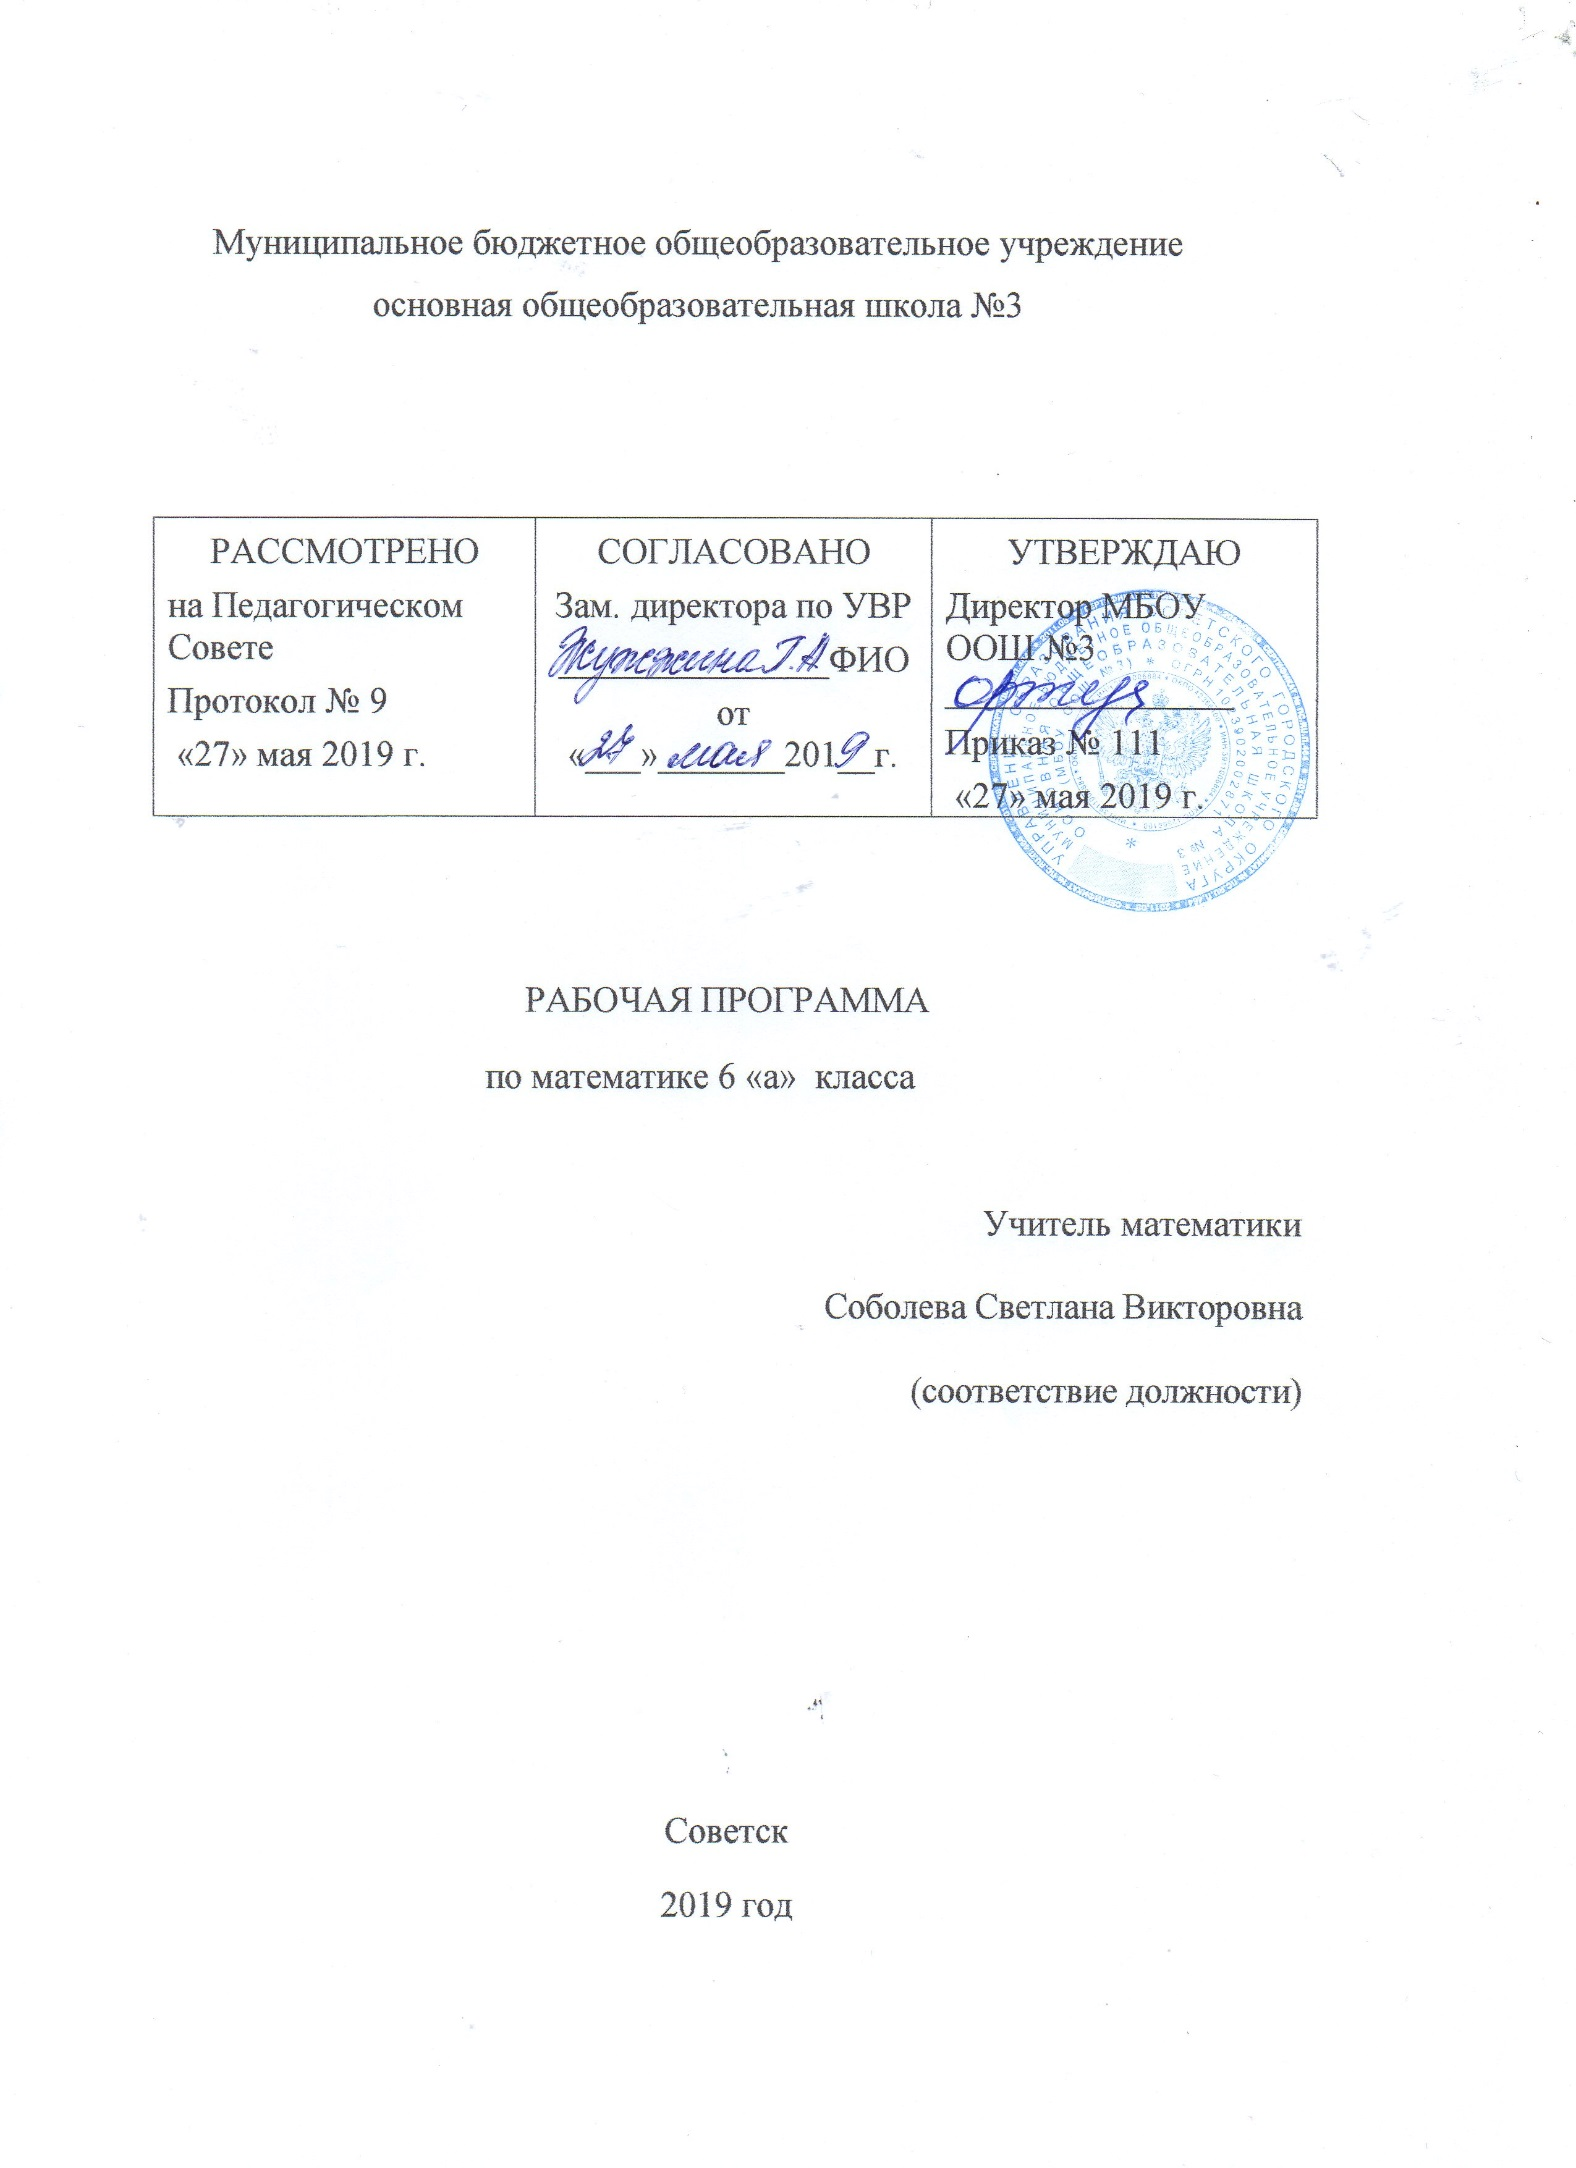 Муниципальное бюджетное общеобразовательное учреждение
основная общеобразовательная школа №3
РАССМОТРЕНО
на Педагогическом
Совете
Протокол № 9
«27» мая 2019 г.
СОГЛАСОВАНО
Зам. директора по УВР
Жужжина Г.А. ФИО
от
«27» мая 2019 г.
УТВЕРЖДАЮ
Директор МБОУ
ООШ №3
Приказ № 111
«27» мая 2019 г.
РАБОЧАЯ ПРОГРАММА
по математике 6 «а» класса
Учитель математики
Соболева Светлана Викторовна
(соответствие должности)
Советск
2019 год